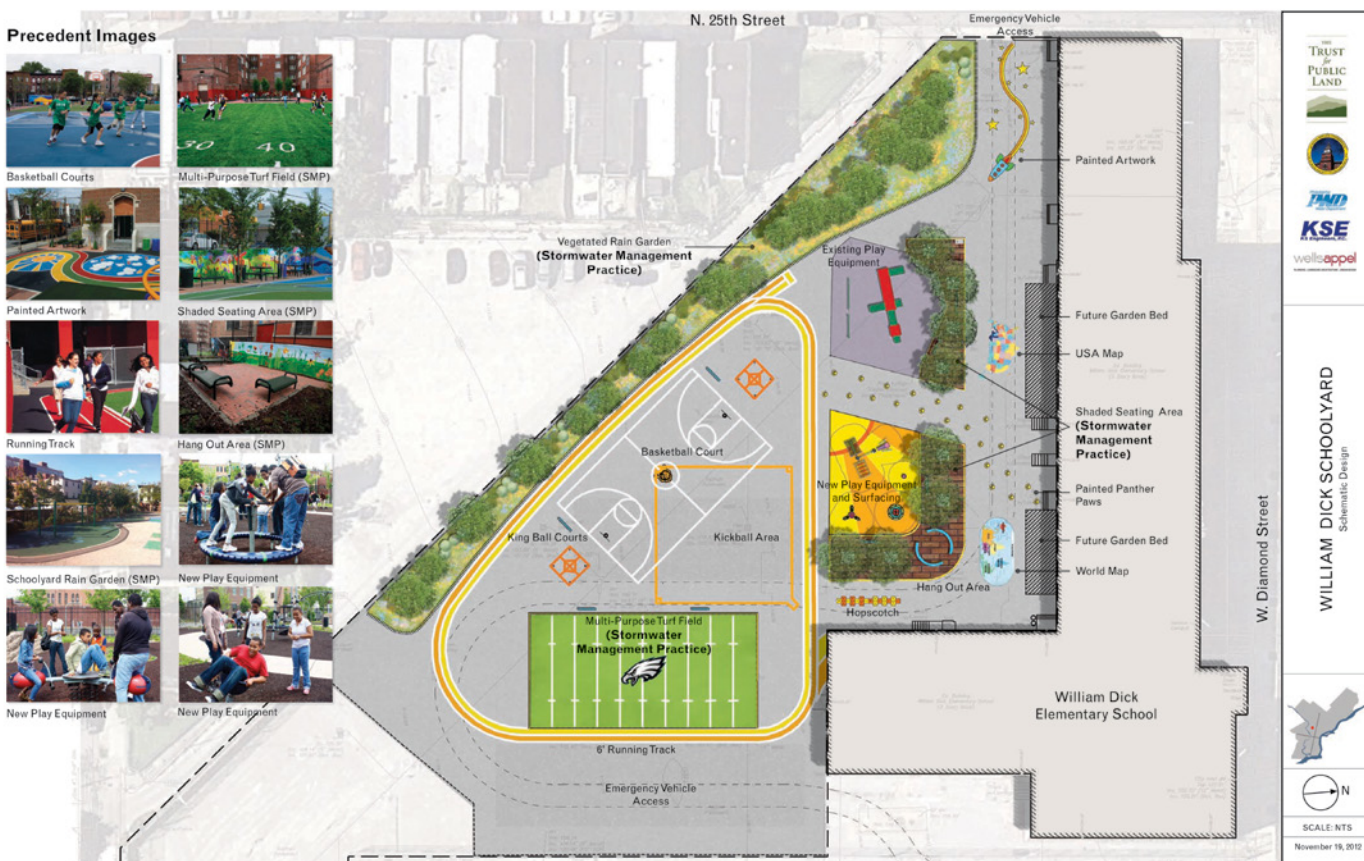 Precedent Images
Basketball Courts
Multi-Purpose Turf Field (SMP)
Painted Artwork
Shaded Seating Area (SMP)
Running Track
Hang Out Area (SMP)
Schoolyard Rain Garden (SMP)
New Play Equipment
New Play Equipment
New Play Equipment
30 40
N. 25th Street
Emergency Vehicle
Access
Painted Artwork
Vegetated Rain Garden
(Stormwater Management
Practice)
Existing Play
Equipment
Future Garden Bed
USA Map
Shaded Seating Area
(Stormwater
Management
Practice)
Basketball Court
New Play Equipment
and Surfacing
Painted Panther
Paws
King Ball Courts
Kickball Area
Future Garden Bed
World Map
Hang Out Area
Hopscotch
Multi-Purpose Turf Field
(Stormwater
Management Practice)
6' Running Track
Emergency Vehicle
Access
William Dick
Elementary School
W. Diamond Street
THE
TRUST
for
PUBLIC
LAND
PWD
KSE
KS Engineers, P.C.
wellsappel
WILLIAM DICK SCHOOLYARD
Schematic Design
N
SCALE: NTS
November 19, 2012